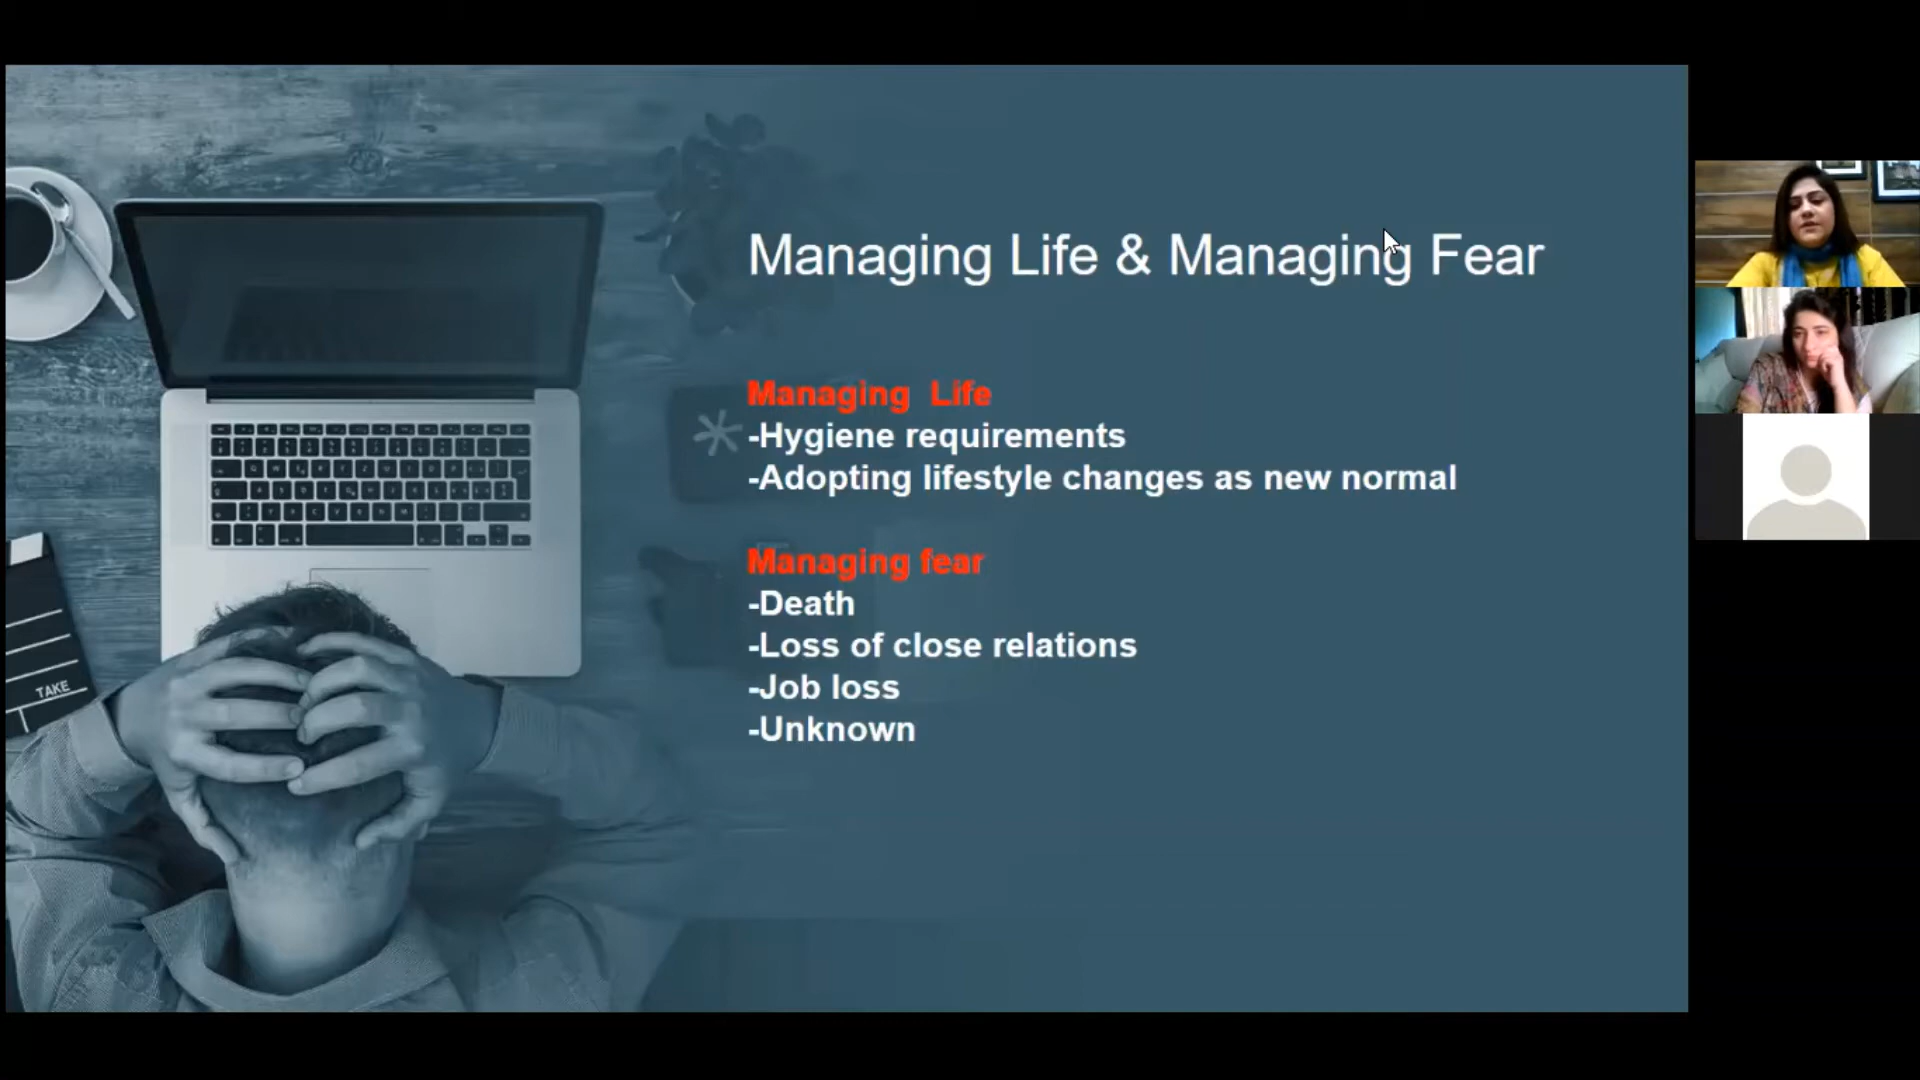 Managing Life & Managing Fear
Managing Life
-Hygiene requirements
-Adopting lifestyle changes as new normal
Managing fear
-Death
-Loss of close relations
-Job loss
-Unknown
TAKE